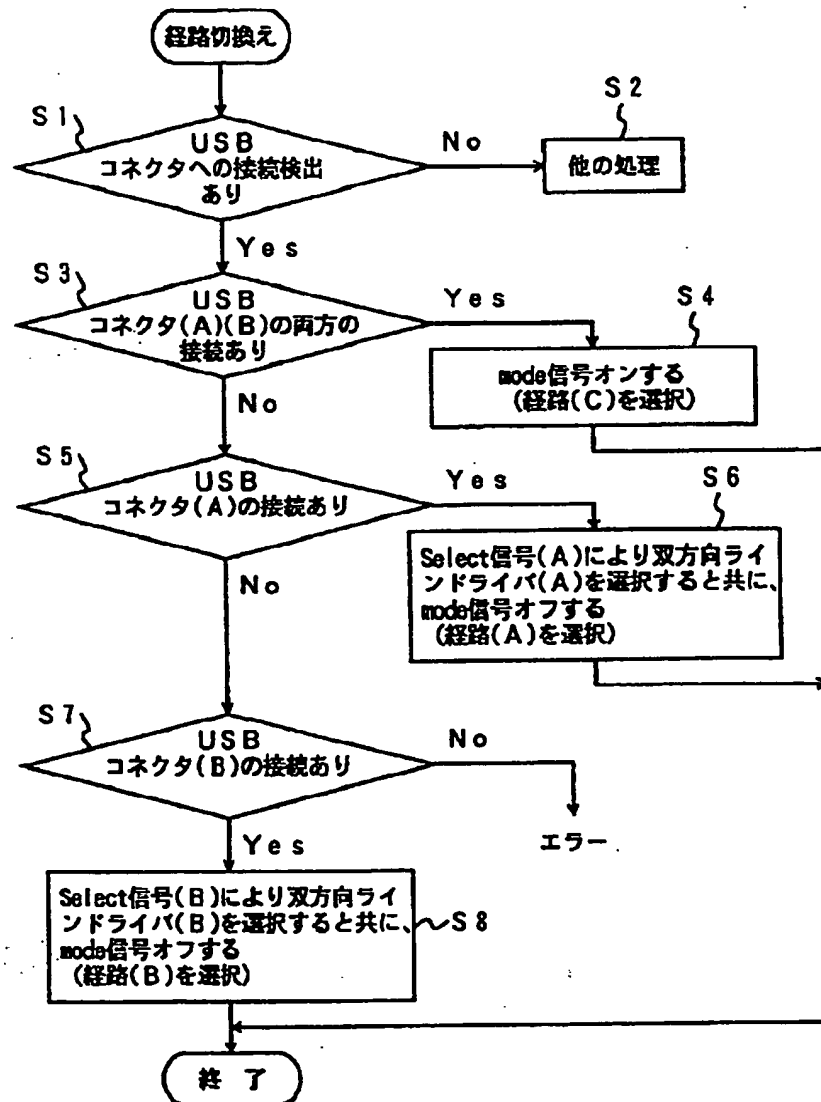 経路切換え
S1
USB
コネクタへの接続検出
あり
No
S2
他の処理
Yes
S3
USB
コネクタ(A)(B)の両方の
接続あり
Yes
S4
mode信号オンする
(経路(C)を選択)
No
S5
USB
コネクタ(A)の接続あり
Yes
S6
Select信号(A)により双方向ライ
ンドライバ(A)を選択すると共に、
mode信号オフする
(経路(A)を選択)
No
S7
USB
コネクタ(B)の接続あり
No
エラー
Yes
Select信号(B)により双方向ライ
ンドライバ(B)を選択すると共に、
mode信号オフする
(経路(B)を選択)
S8
終了